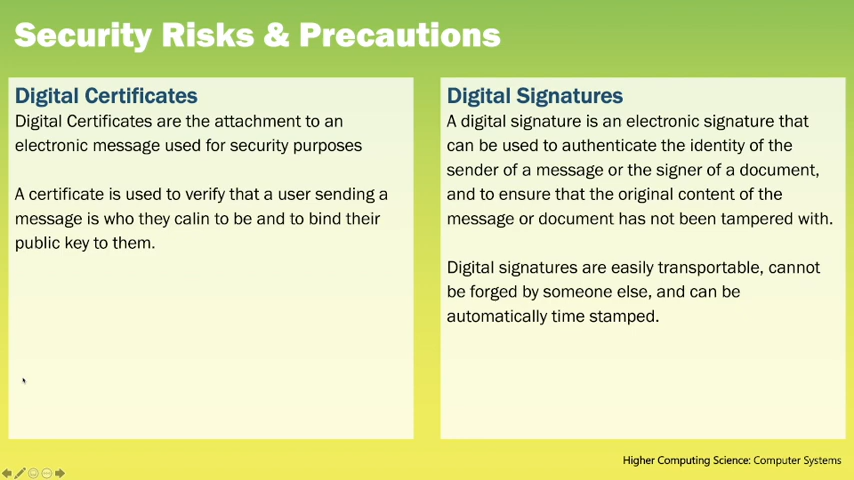 Security Risks & Precautions
Digital Certificates
Digital Certificates are the attachment to an
electronic message used for security purposes
A certificate is used to verify that a user sending a
message is who they calin to be and to bind their
public key to them.
Digital Signatures
A digital signature is an electronic signature that
can be used to authenticate the identity of the
sender of a message or the signer of a document,
and to ensure that the original content of the
message or document has not been tampered with.
Digital signatures are easily transportable, cannot
be forged by someone else, and can be
automatically time stamped.
Higher Computing Science: Computer Systems